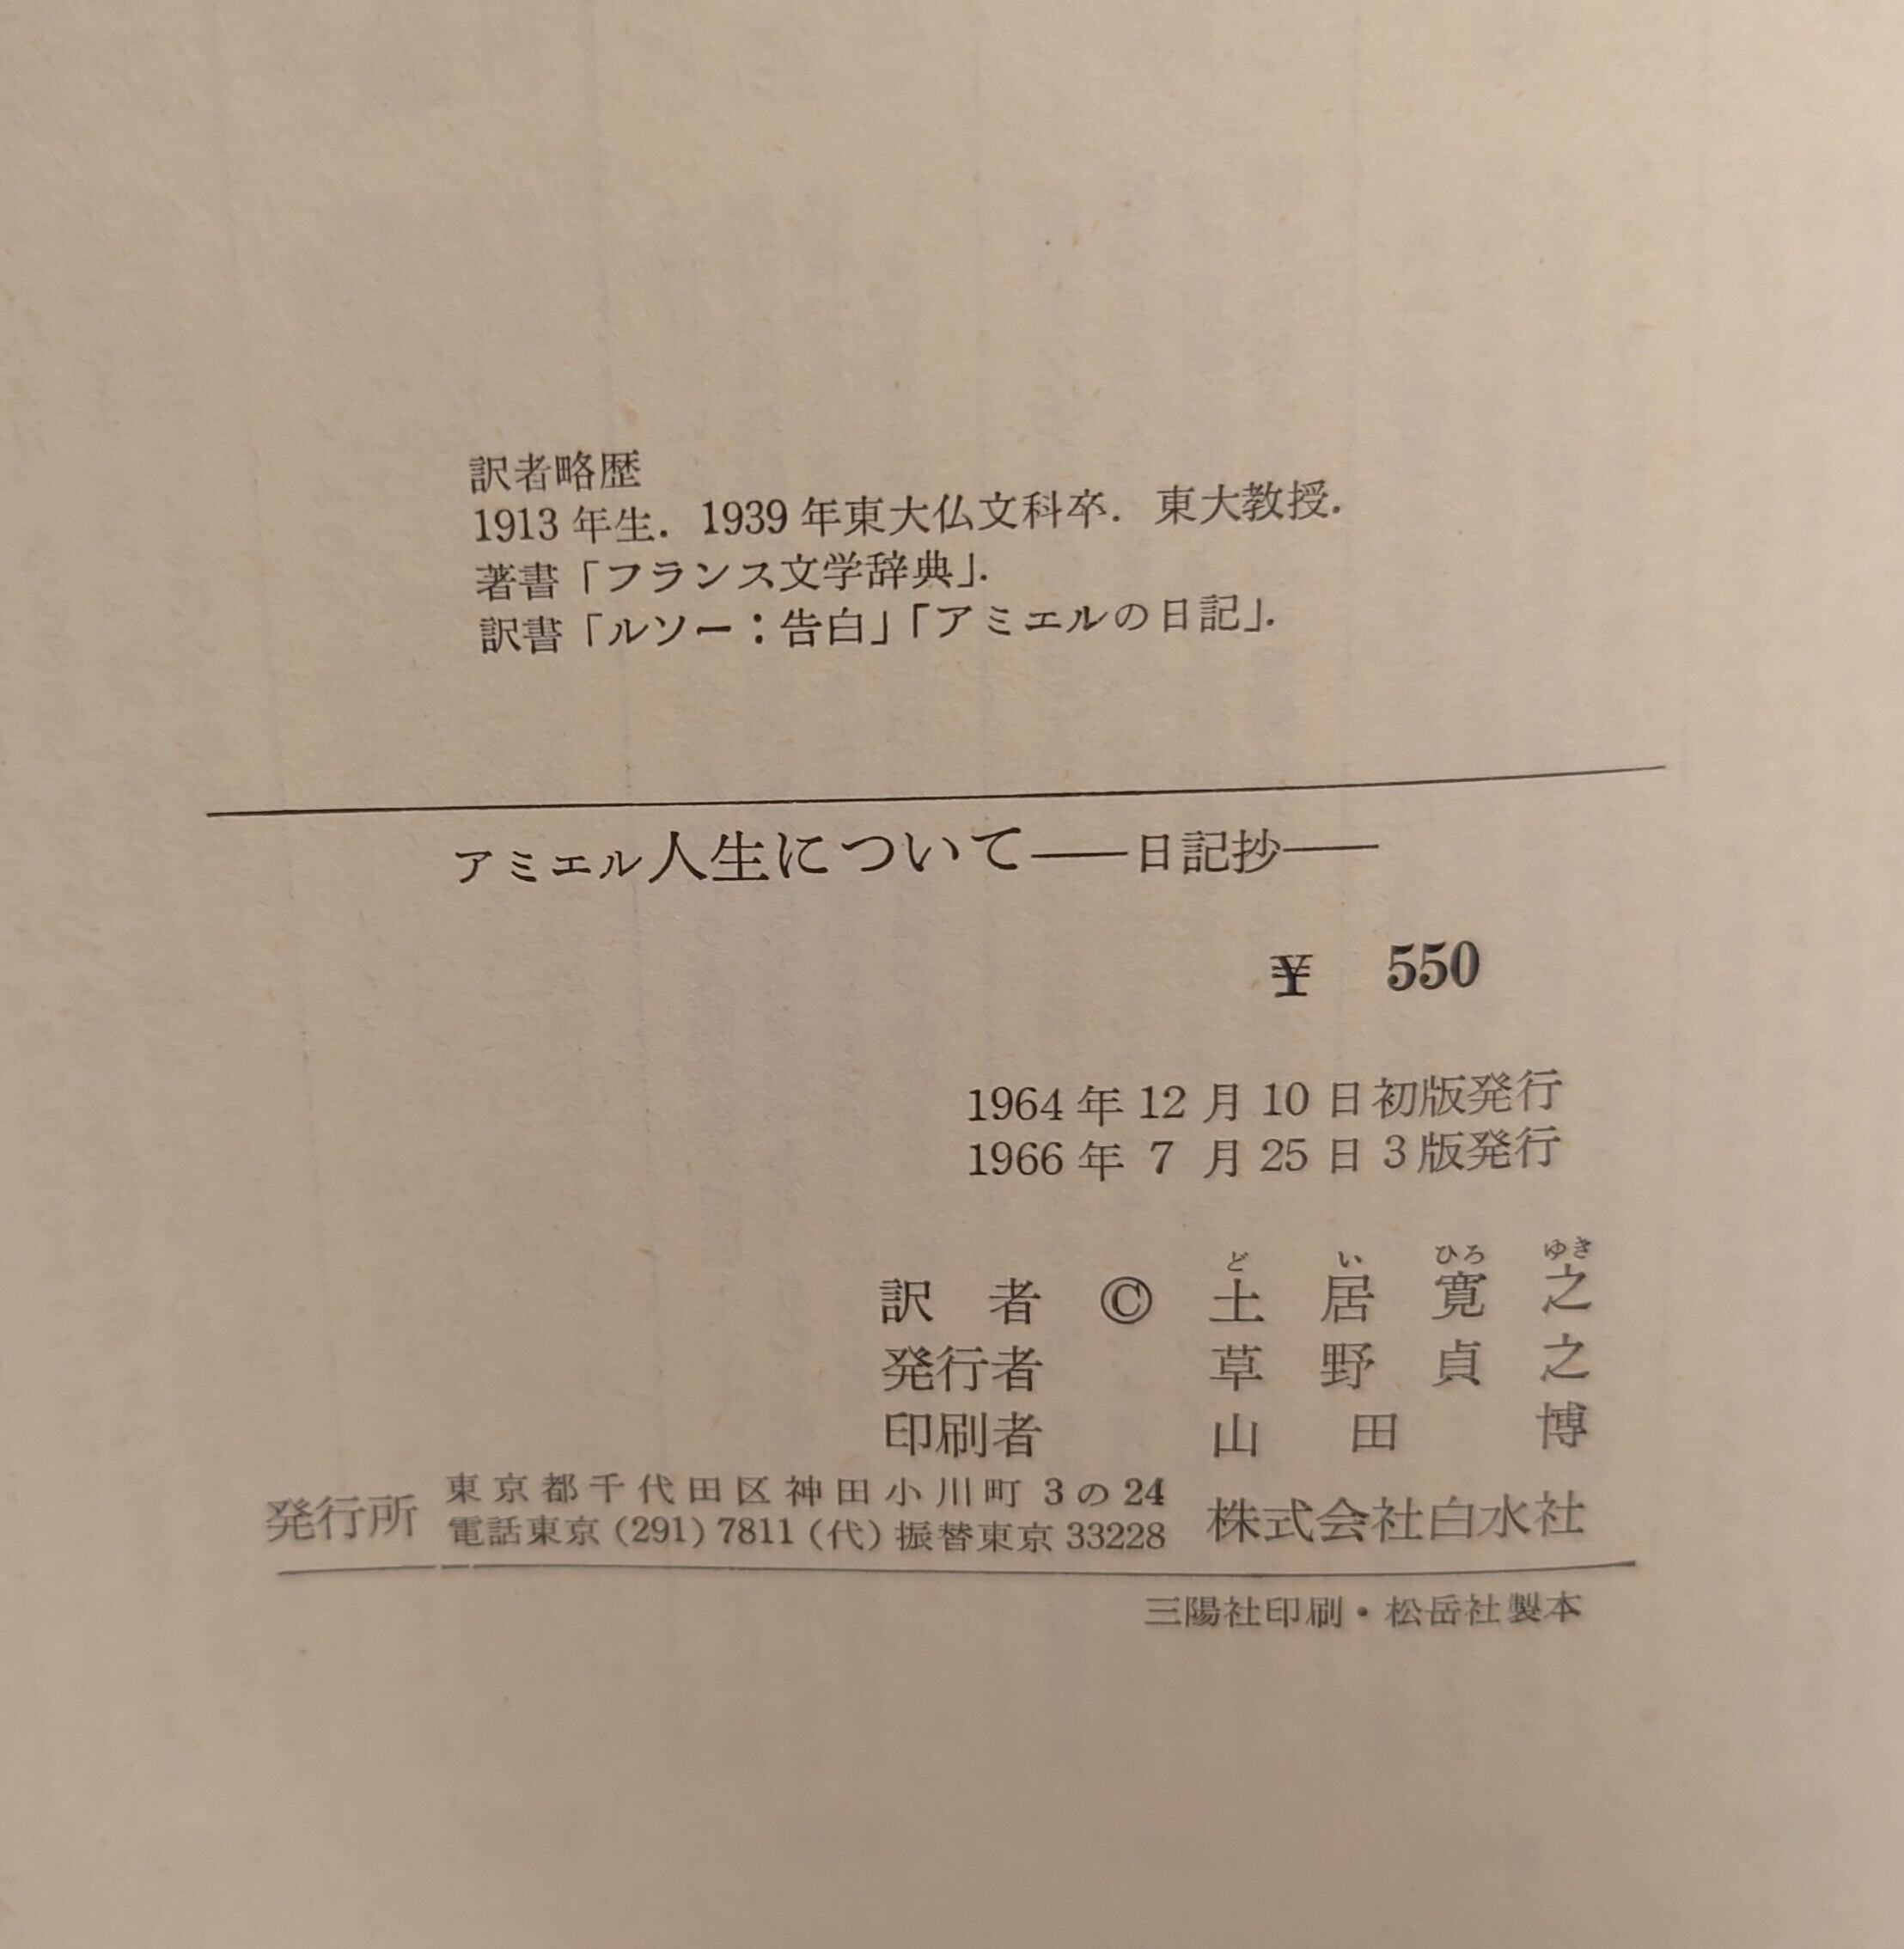 訳者略歴
1913年生．1939年東大仏文科卒．東大教授．
著書「フランス文学辞典」．
訳書「ルソー：告白」「アミエルの日記」．
アミエル人生について——日記抄——
¥ 550
1964年12月10日初版発行
1966年7月25日3版発行
どいひろゆき
訳者 © 土居寛之
発行者 草野貞之
印刷者 山田博
発行所 東京都千代田区神田小川町3の24
電話東京(291)7811(代)振替東京33228 株式会社白水社
三陽社印刷・松岳社製本